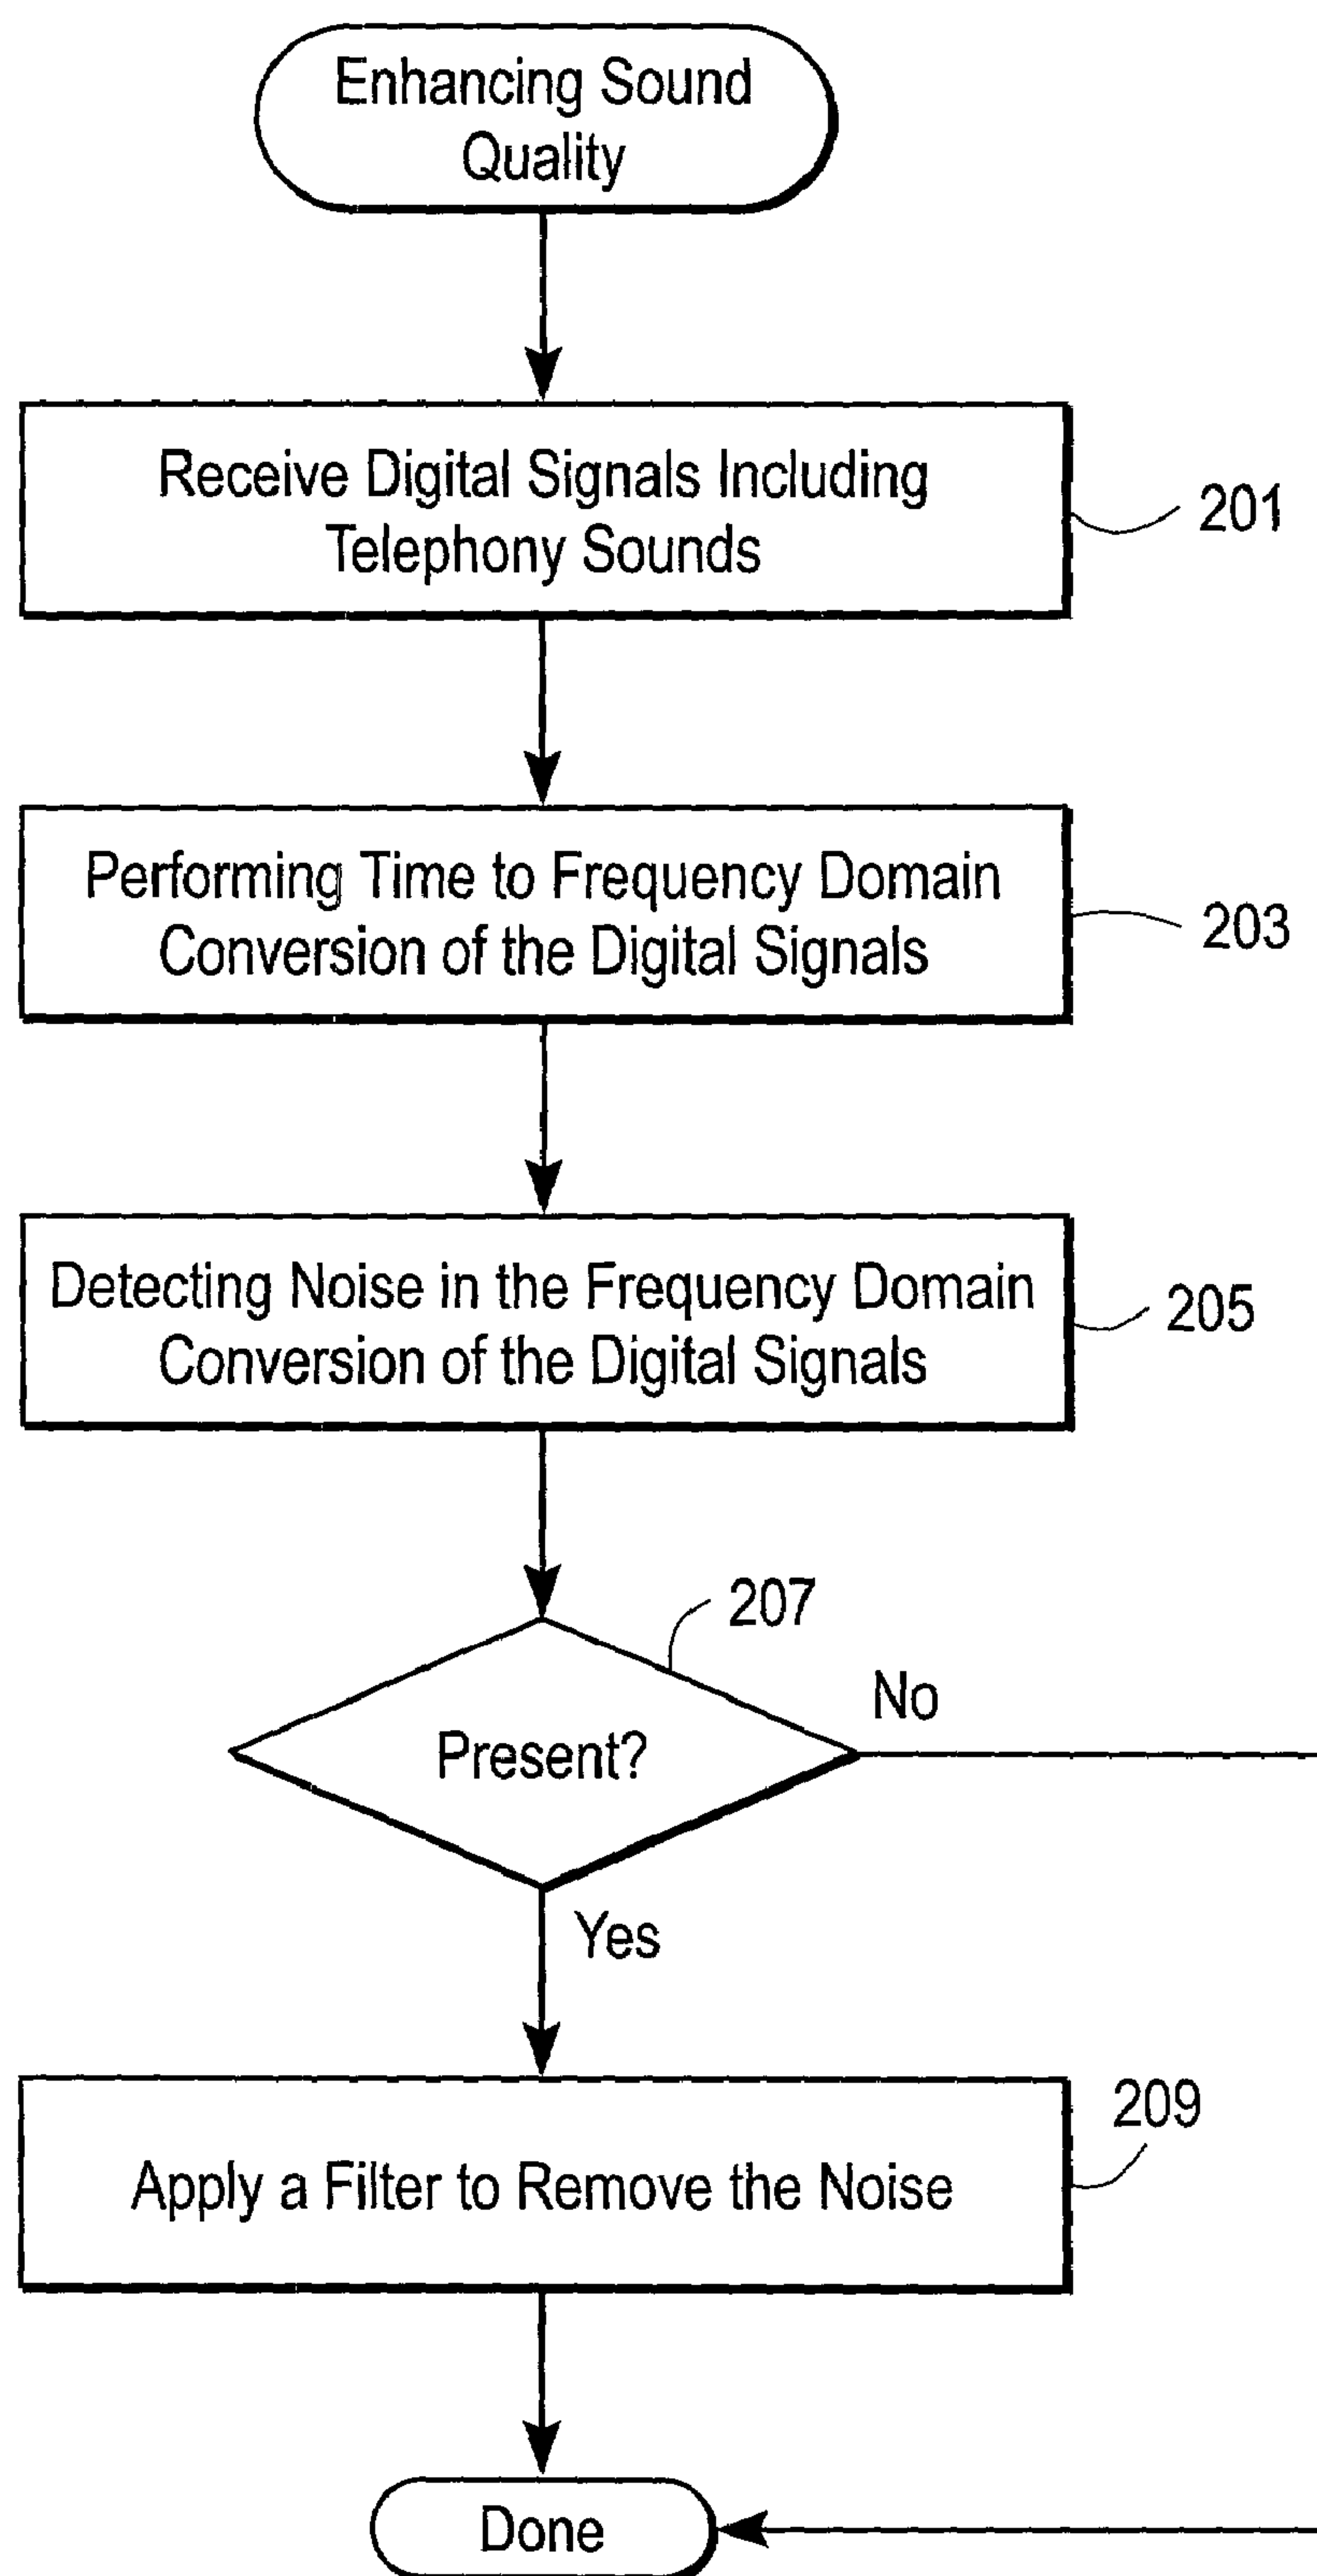 Enhancing Sound
Quality
Receive Digital Signals Including
Telephony Sounds
201
Performing Time to Frequency Domain
Conversion of the Digital Signals
203
Detecting Noise in the Frequency Domain
Conversion of the Digital Signals
205
207
Present?
No
Yes
209
Apply a Filter to Remove the Noise
Done